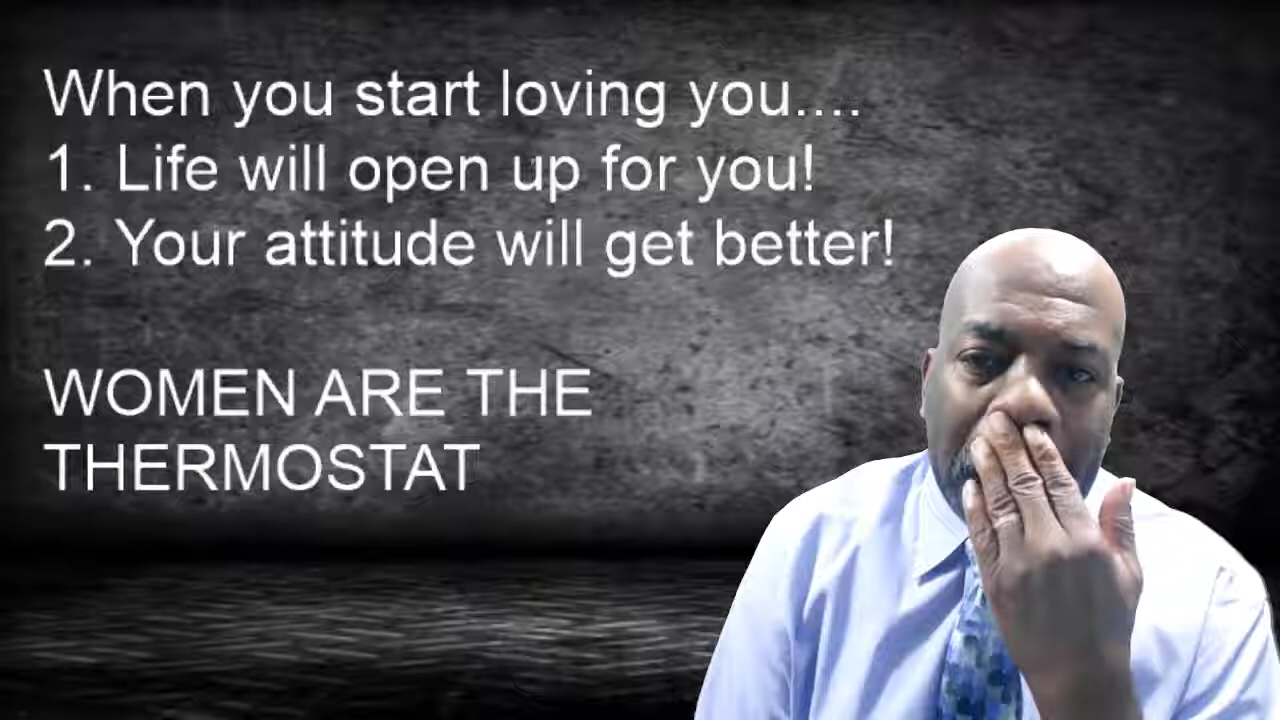 When you start loving you....
1. Life will open up for you!
2. Your attitude will get better!
WOMEN ARE THE
THERMOSTAT